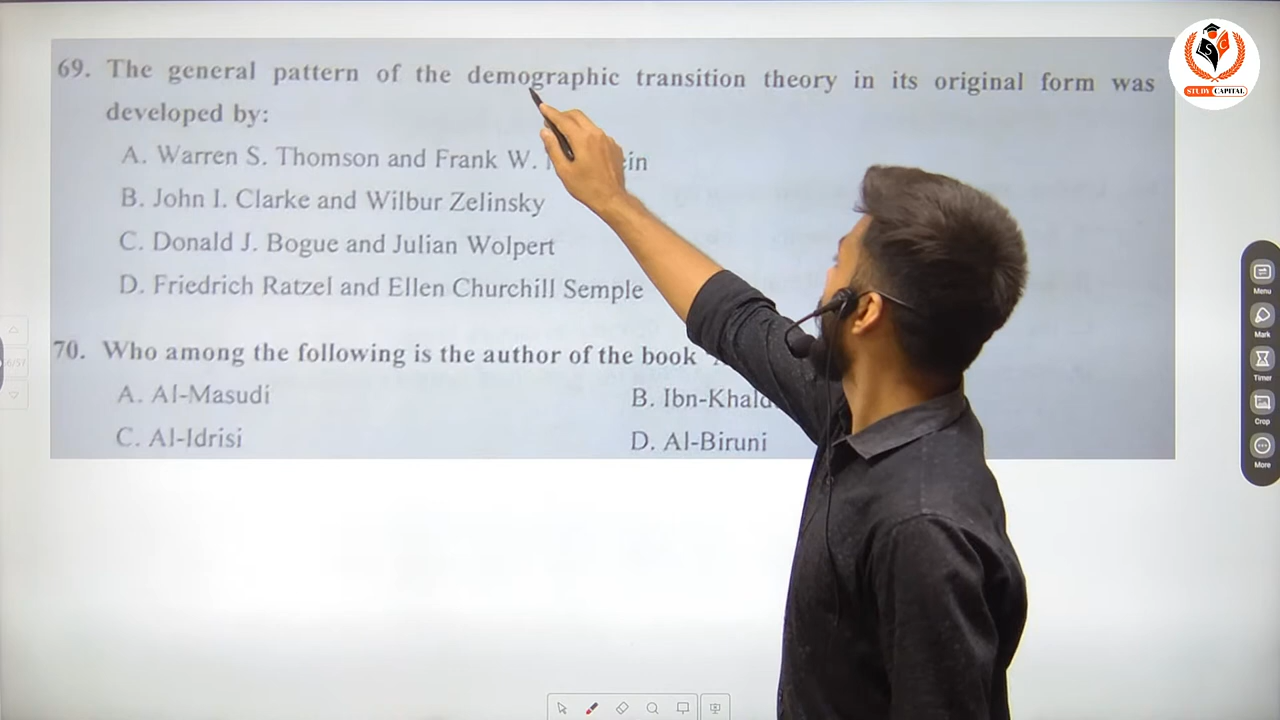 69. The general pattern of the demographic transition theory in its original form was
developed by:
A. Warren S. Thomson and Frank W.
B. John I. Clarke and Wilbur Zelinsky
C. Donald J. Bogue and Julian Wolpert
D. Friedrich Ratzel and Ellen Churchill Semple
70. Who among the following is the author of the book
A. Al-Masudi
B.
C. Al-Idrisi
D. Al-Biruni
S C
STUDY CAPITAL
Menu
Mark
Timer
Crop
More